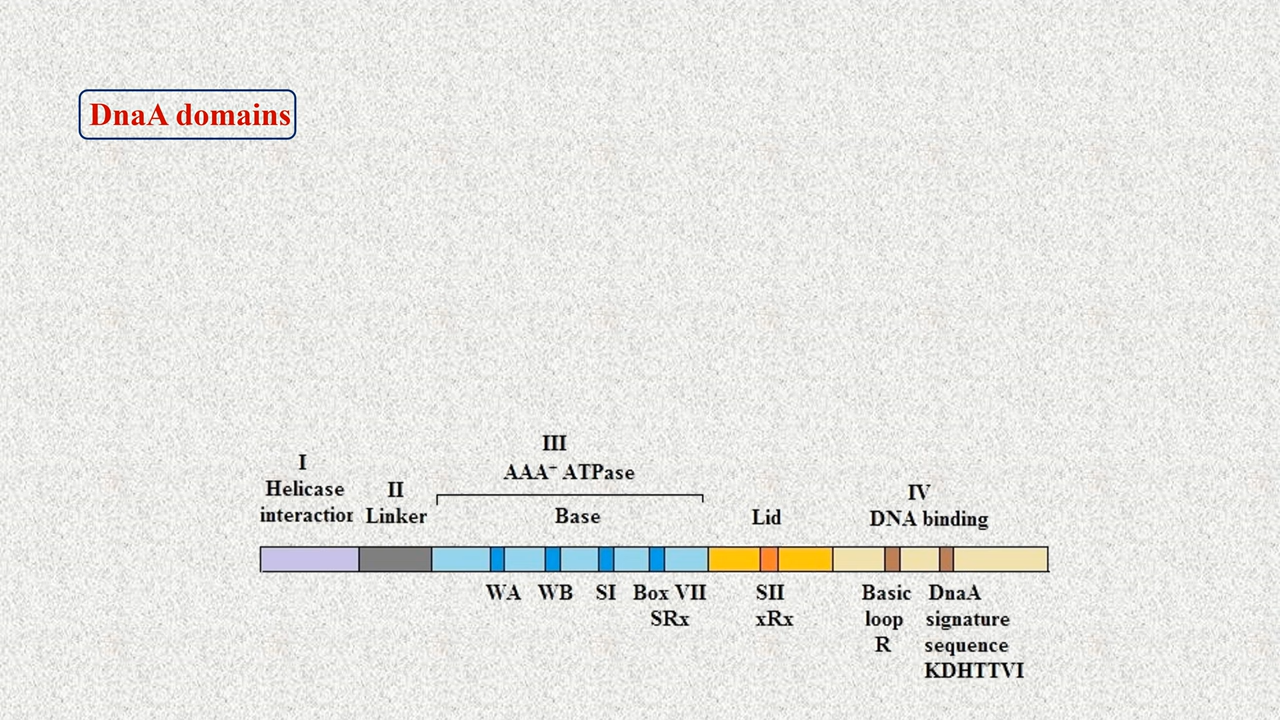 DnaA domains
III
AAA⁺ ATPase
I
Helicase
interaction
II
Linker
Base
Lid
IV
DNA binding
WA WB SI Box VII
SRx
SII
xRx
Basic
loop
R
DnaA
signature
sequence
KDHTTVI